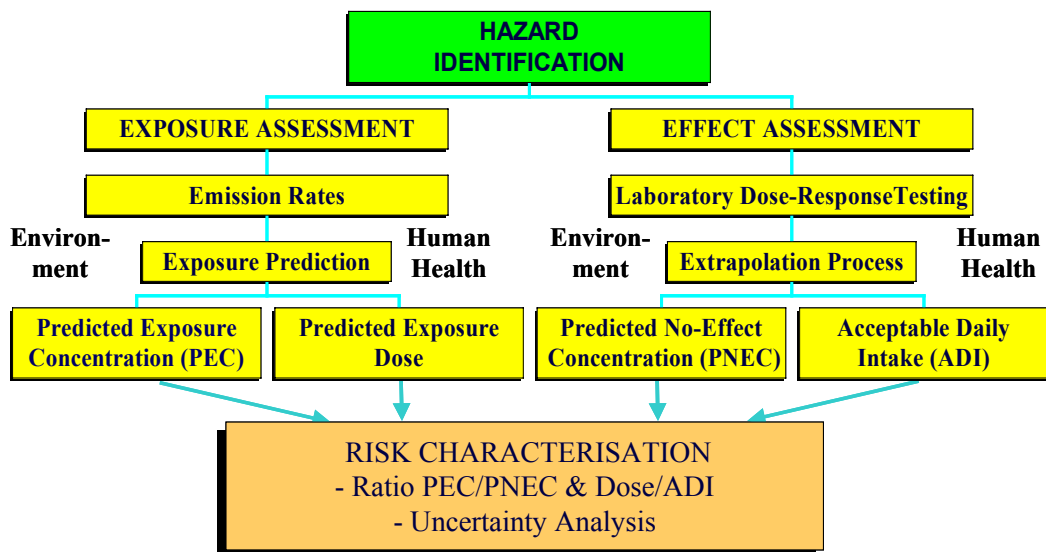 HAZARD
IDENTIFICATION
EXPOSURE ASSESSMENT
EFFECT ASSESSMENT
Emission Rates
Laboratory Dose-ResponseTesting
Environ-
ment
Exposure Prediction
Human
Health
Environ-
ment
Extrapolation Process
Human
Health
Predicted Exposure
Concentration (PEC)
Predicted Exposure
Dose
Predicted No-Effect
Concentration (PNEC)
Acceptable Daily
Intake (ADI)
RISK CHARACTERISATION
- Ratio PEC/PNEC & Dose/ADI
- Uncertainty Analysis